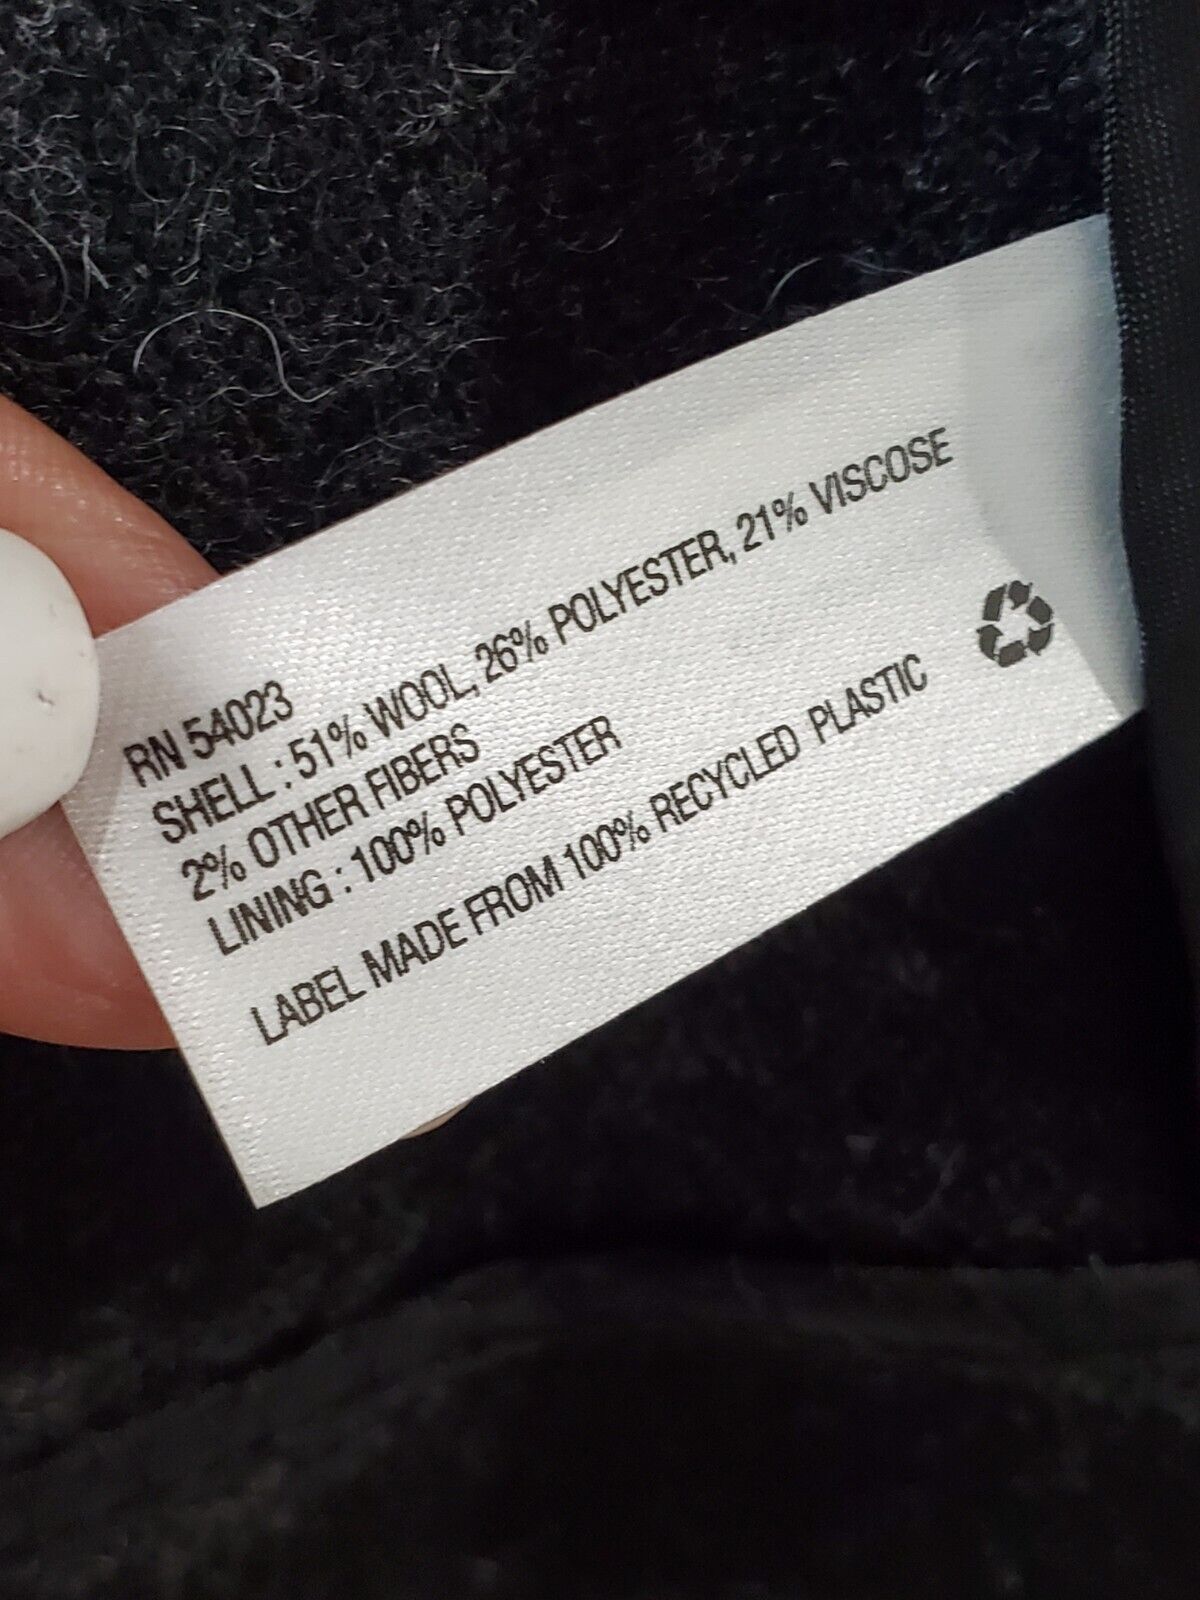 RN 54023
SHELL : 51% WOOL, 26% POLYESTER, 21% VISCOSE
2% OTHER FIBERS
LINING : 100% POLYESTER
LABEL MADE FROM 100% RECYCLED PLASTIC